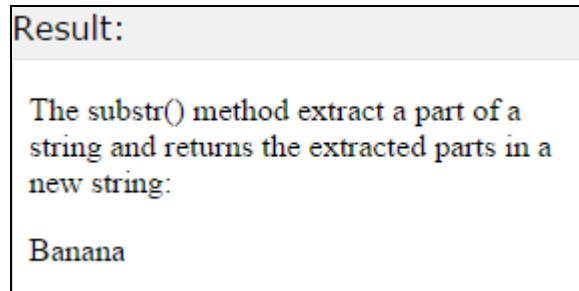 Result:
The substr() method extract a part of a
string and returns the extracted parts in a
new string:
Banana